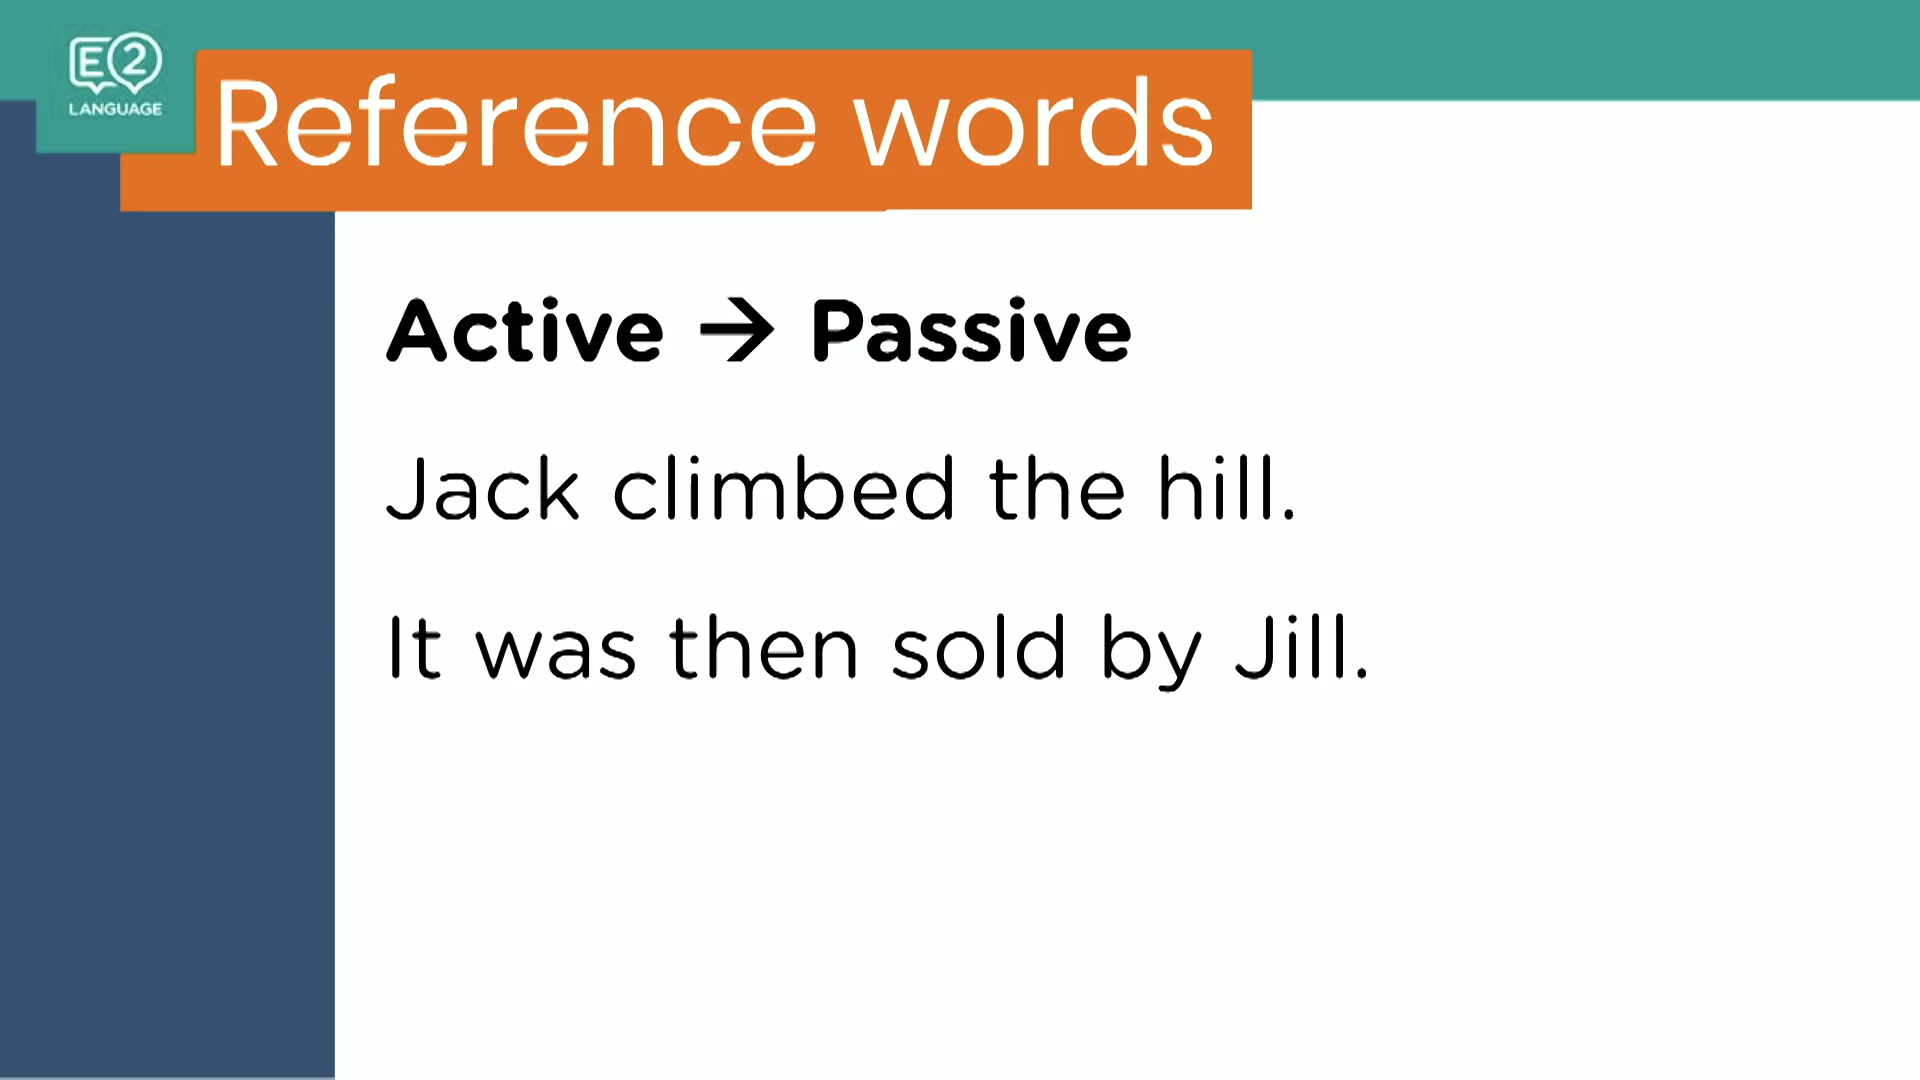 E2
LANGUAGE
Reference words
Active → Passive
Jack climbed the hill.
It was then sold by Jill.